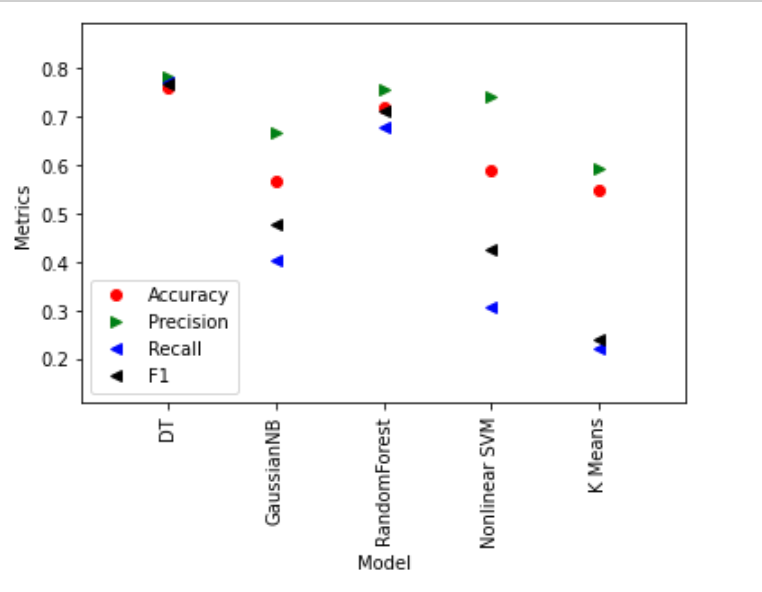 0.8
0.7
0.6
0.5
0.4
0.3
0.2
Metrics
Accuracy
Precision
Recall
F1
DT
GaussianNB
RandomForest
Nonlinear SVM
K Means
Model